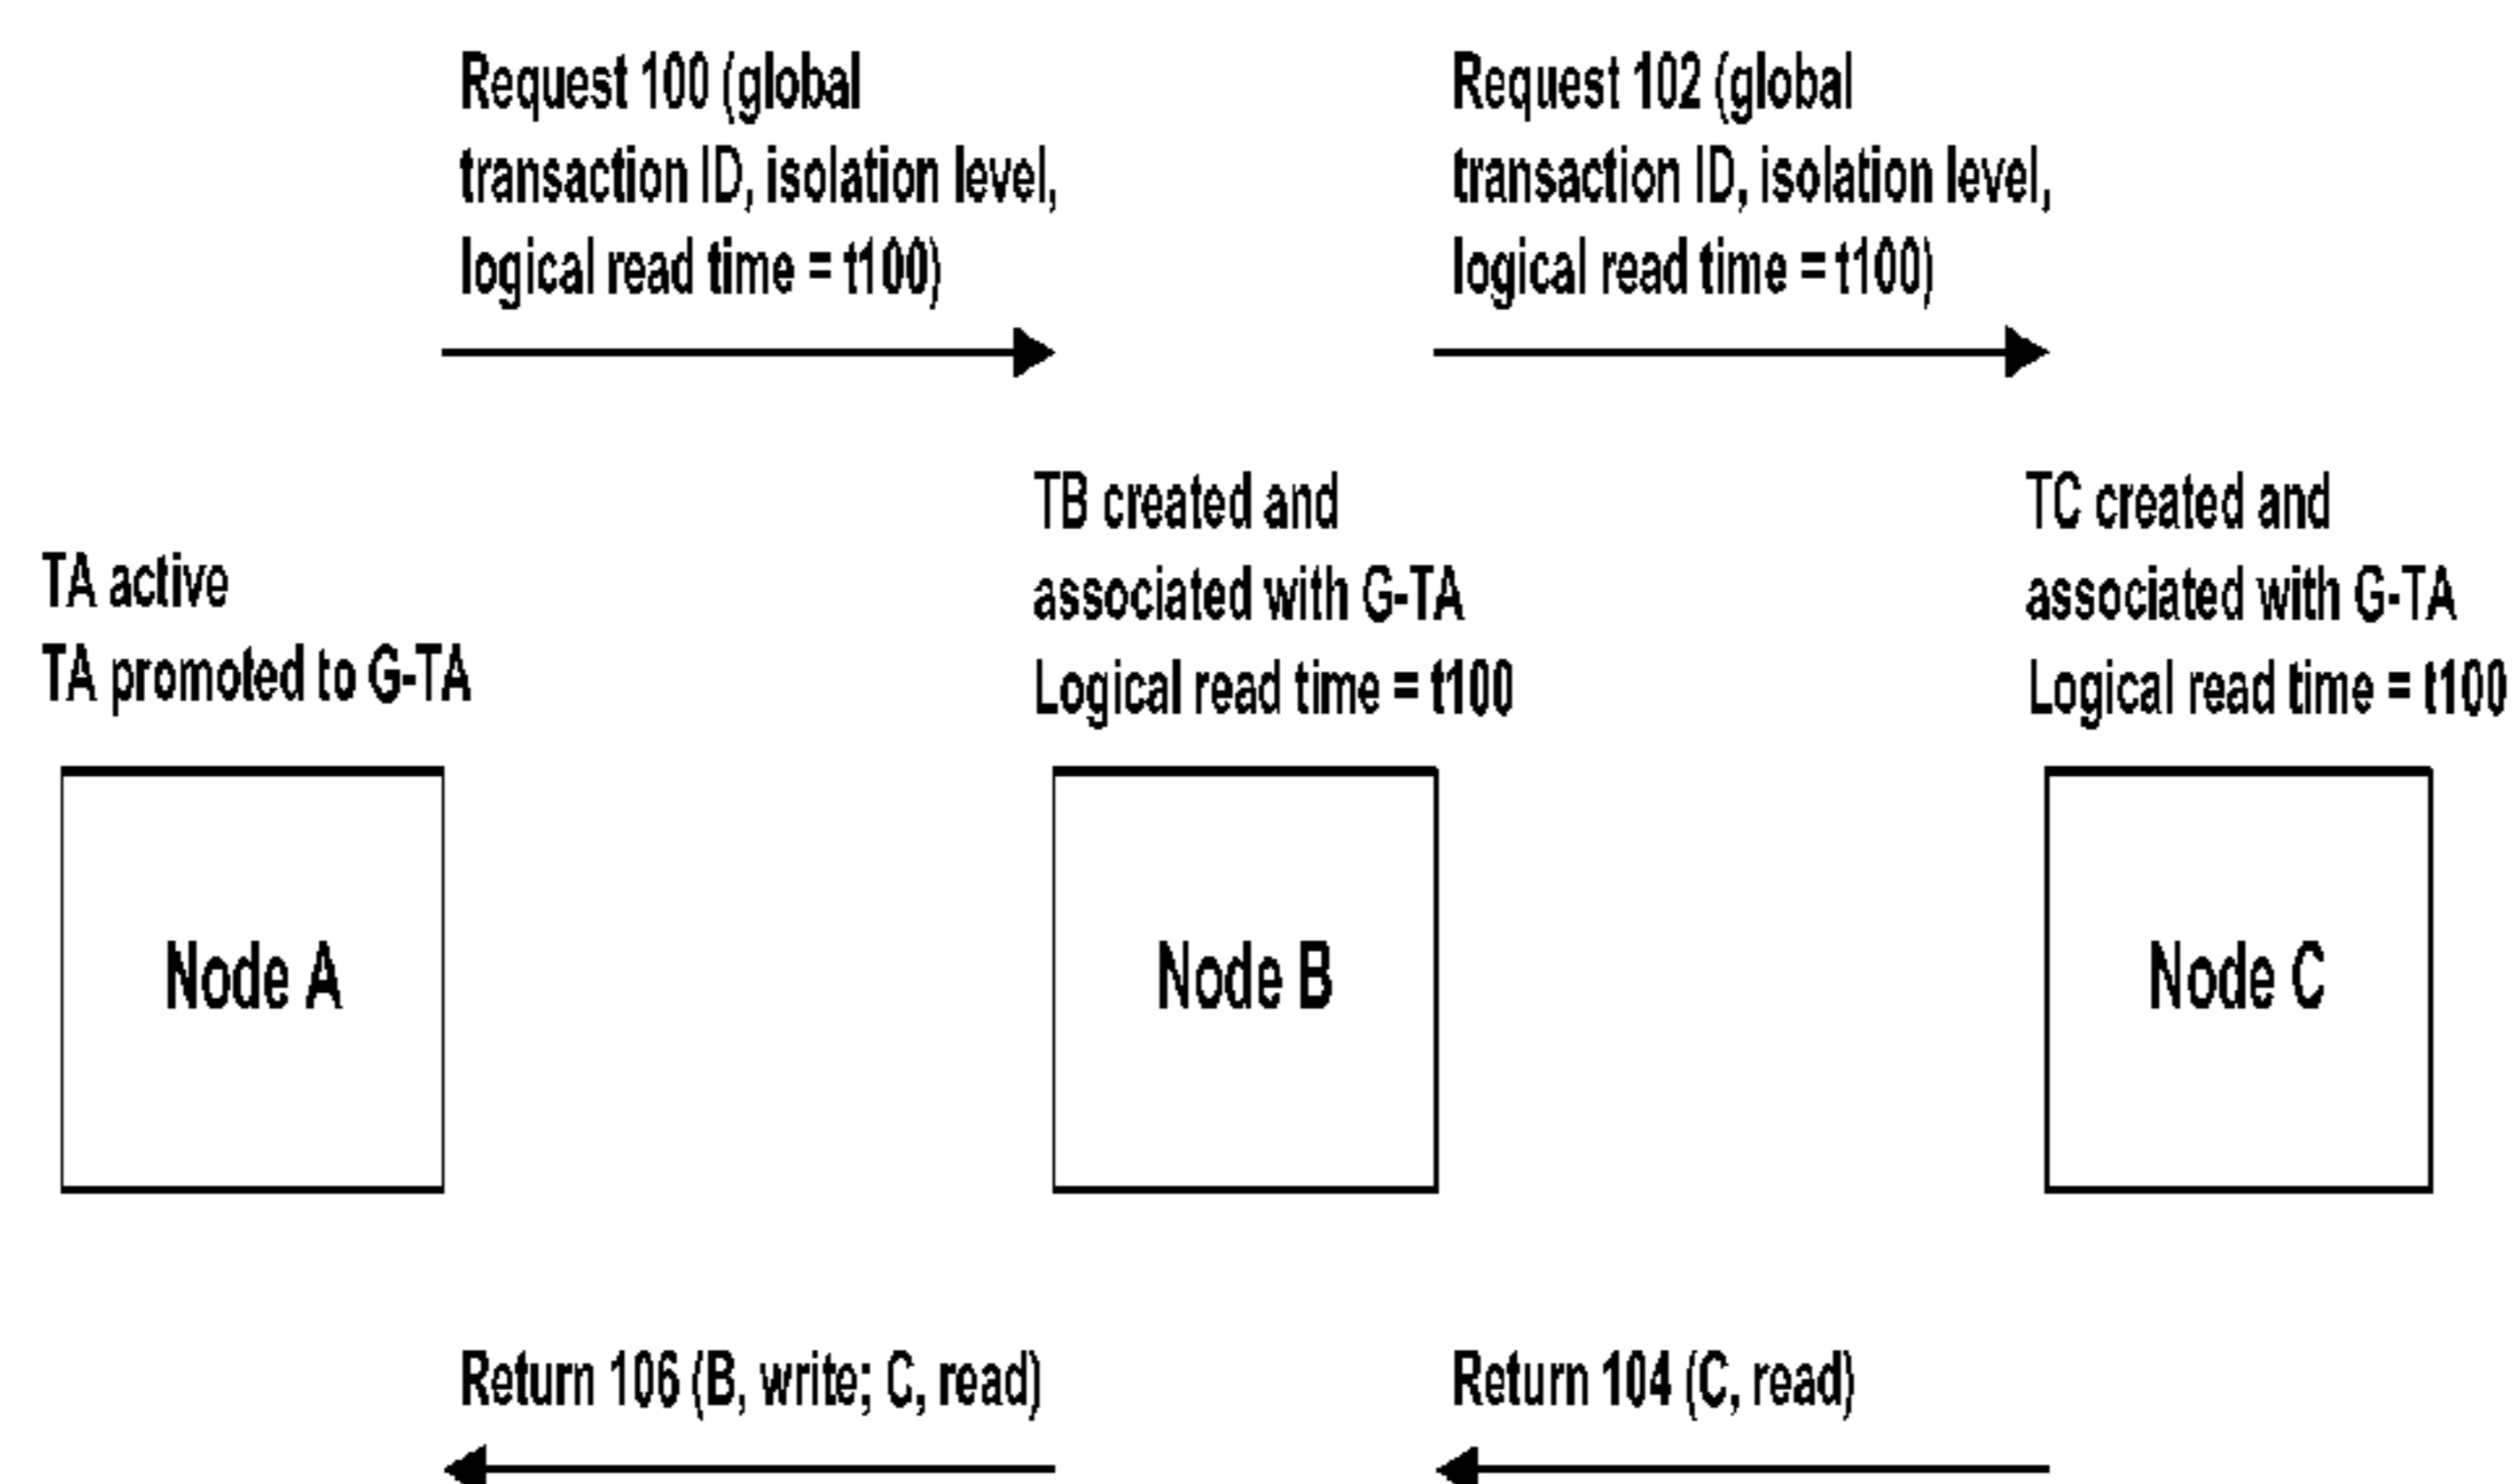 Request 100 (global
transaction ID, isolation level,
logical read time = t100)
Request 102 (global
transaction ID, isolation level,
logical read time = t100)
TA active
TA promoted to G-TA
TB created and
associated with G-TA
Logical read time = t100
TC created and
associated with G-TA
Logical read time = t100
Node A
Node B
Node C
Return 106 (B, write; C, read)
Return 104 (C, read)